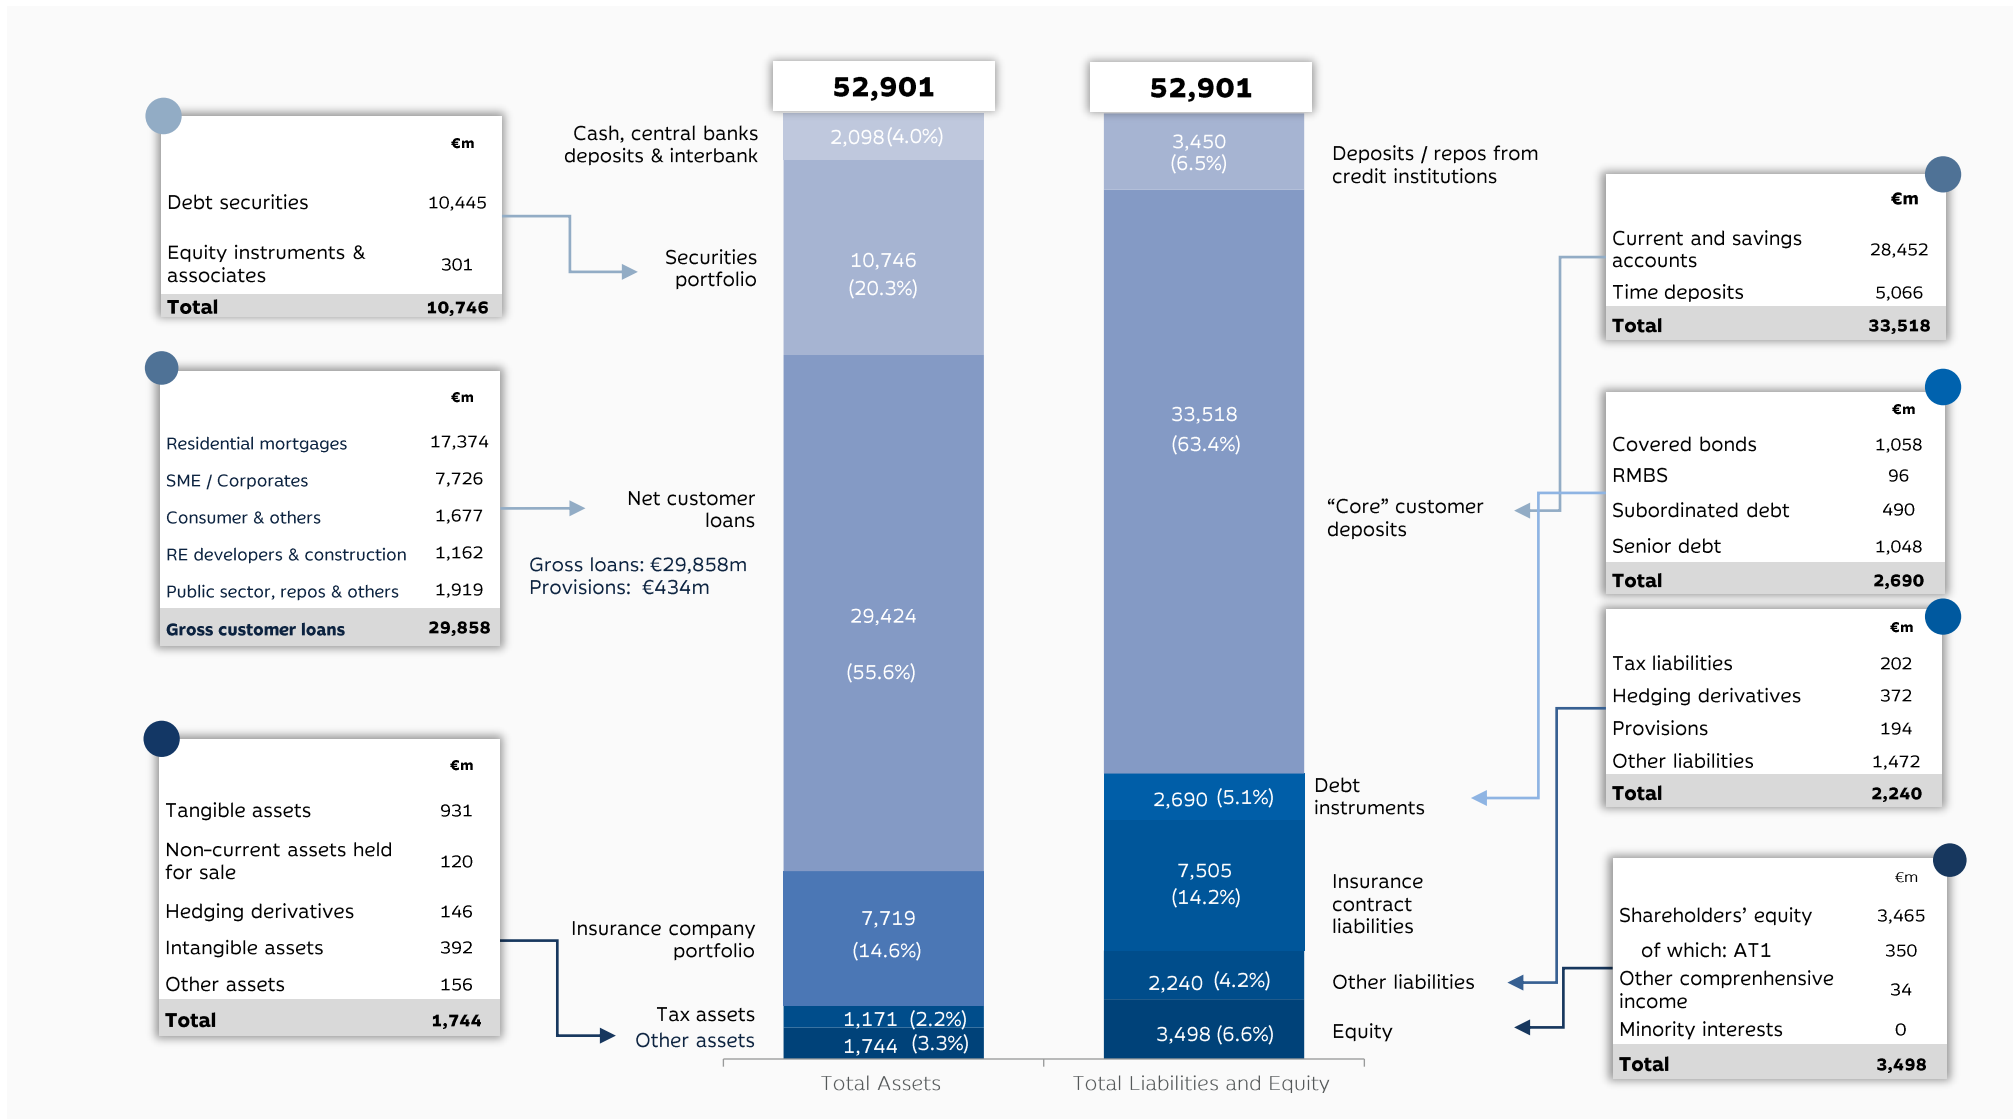 52,901
52,901
€m
Debt securities 10,445
Equity instruments &
associates 301
Total 10,746
€m
Residential mortgages 17,374
SME / Corporates 7,726
Consumer & others 1,677
RE developers & construction 1,162
Public sector, repos & others 1,919
Gross customer loans 29,858
€m
Tangible assets 931
Non-current assets held
for sale 120
Hedging derivatives 146
Intangible assets 392
Other assets 156
Total 1,744
Cash, central banks
deposits & interbank
Securities
portfolio
Net customer
loans
Gross loans: €29,858m
Provisions: €434m
Insurance company
portfolio
Tax assets
Other assets
2,098 (4.0%)
10,746
(20.3%)
29,424
(55.6%)
7,719
(14.6%)
1,171 (2.2%)
1,744 (3.3%)
Total Assets
3,450
(6.5%)
33,518
(63.4%)
2,690 (5.1%)
7,505
(14.2%)
2,240 (4.2%)
3,498 (6.6%)
Total Liabilities and Equity
Deposits / repos from
credit institutions
“Core” customer
deposits
Debt
instruments
Insurance
contract
liabilities
Other liabilities
Equity
€m
Current and savings
accounts 28,452
Time deposits 5,066
Total 33,518
€m
Covered bonds 1,058
RMBS 96
Subordinated debt 490
Senior debt 1,048
Total 2,690
€m
Tax liabilities 202
Hedging derivatives 372
Provisions 194
Other liabilities 1,472
Total 2,240
€m
Shareholders’ equity 3,465
of which: AT1 350
Other comprenhensive
income 34
Minority interests 0
Total 3,498